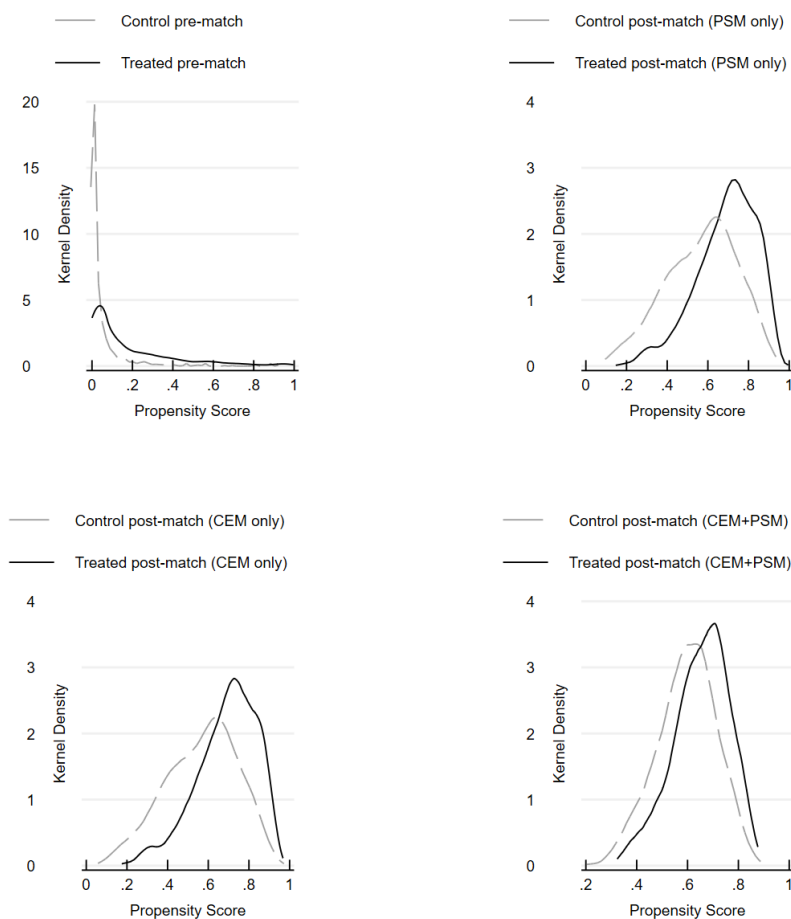 Control pre-match
Treated pre-match
20
15
10
5
0
Kernel Density
0 .2 .4 .6 .8 1
Propensity Score
Control post-match (PSM only)
Treated post-match (PSM only)
4
3
2
1
0
Kernel Density
0 .2 .4 .6 .8 1
Propensity Score
Control post-match (CEM only)
Treated post-match (CEM only)
4
3
2
1
0
Kernel Density
0 .2 .4 .6 .8 1
Propensity Score
Control post-match (CEM+PSM)
Treated post-match (CEM+PSM)
4
3
2
1
0
Kernel Density
.2 .4 .6 .8 1
Propensity Score